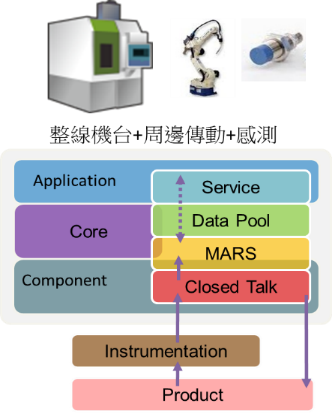 整線機台+周邊傳動+感測
Application
Service
Data Pool
Core
MARS
Component
Closed Talk
Instrumentation
Product